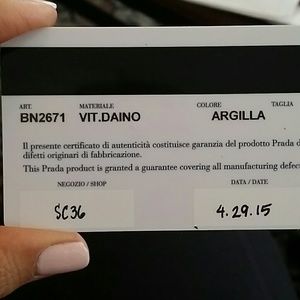 ART. MATERIALE COLORE TAGLIA
BN2671 VIT.DAINO ARGILLA
Il presente certificato di autenticità costituisce garanzia del prodotto Prada
difetti originari di fabbricazione.
This Prada product is granted a guarantee covering all manufacturing
NEGOZIO / SHOP DATA / DATE
SC36 4.29.15